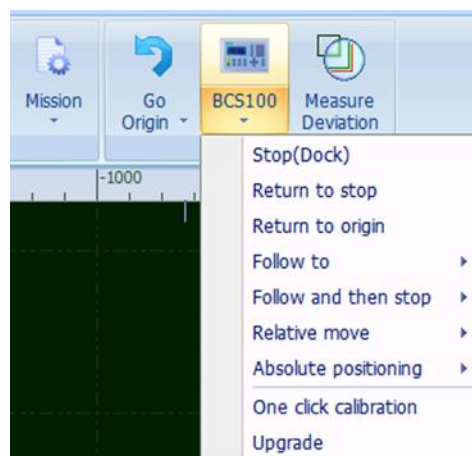 Mission
Go
Origin
BCS100
Measure
Deviation
-1000
Stop(Dock)
Return to stop
Return to origin
Follow to
Follow and then stop
Relative move
Absolute positioning
One click calibration
Upgrade